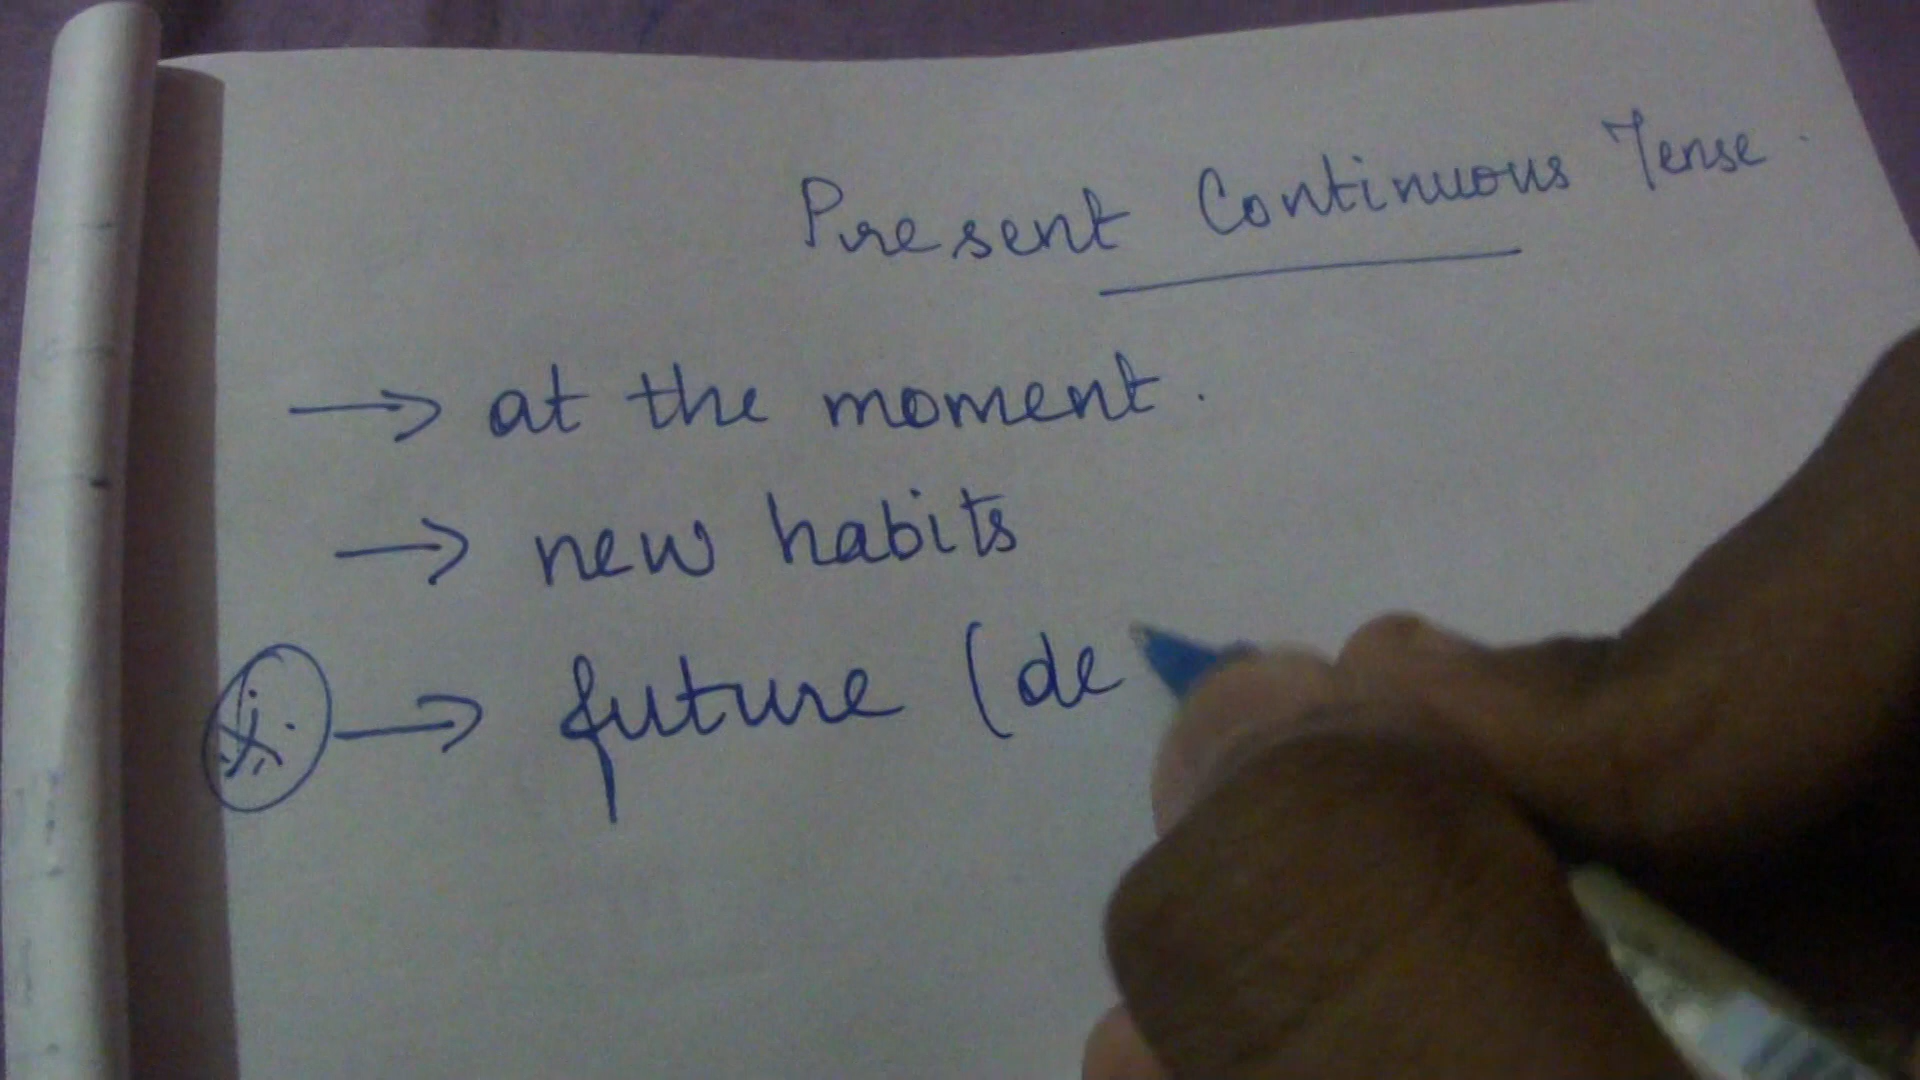 Present Continuous Tense.
→ at the moment.
→ new habits
→ future (de